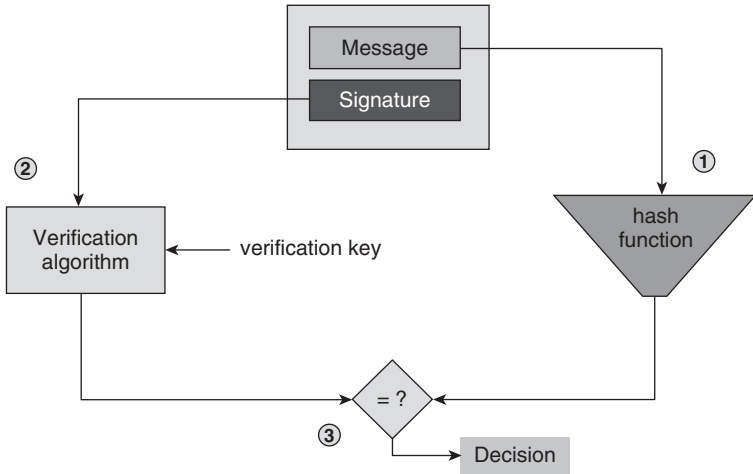 Message
Signature
②
①
Verification
algorithm
verification key
hash
function
= ?
③
Decision